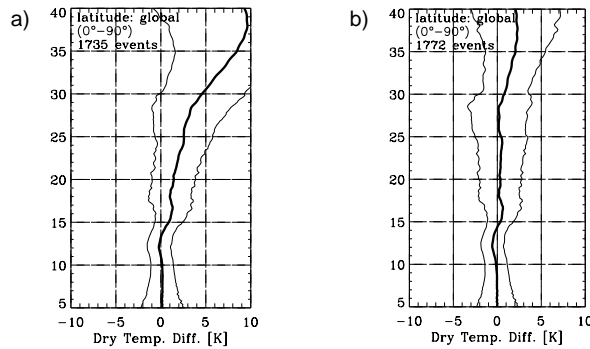 a)
latitude: global
(0°−90°)
1735 events
40
35
30
25
20
15
10
5
−10 −5 0 5 10
Dry Temp. Diff. [K]
b)
latitude: global
(0°−90°)
1772 events
40
35
30
25
20
15
10
5
−10 −5 0 5 10
Dry Temp. Diff. [K]